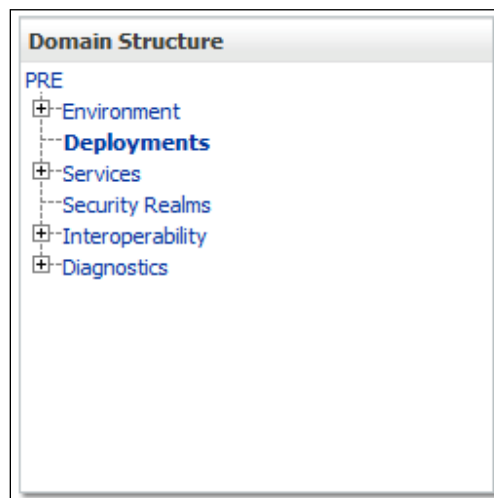 Domain Structure
PRE
Environment
Deployments
Services
Security Realms
Interoperability
Diagnostics